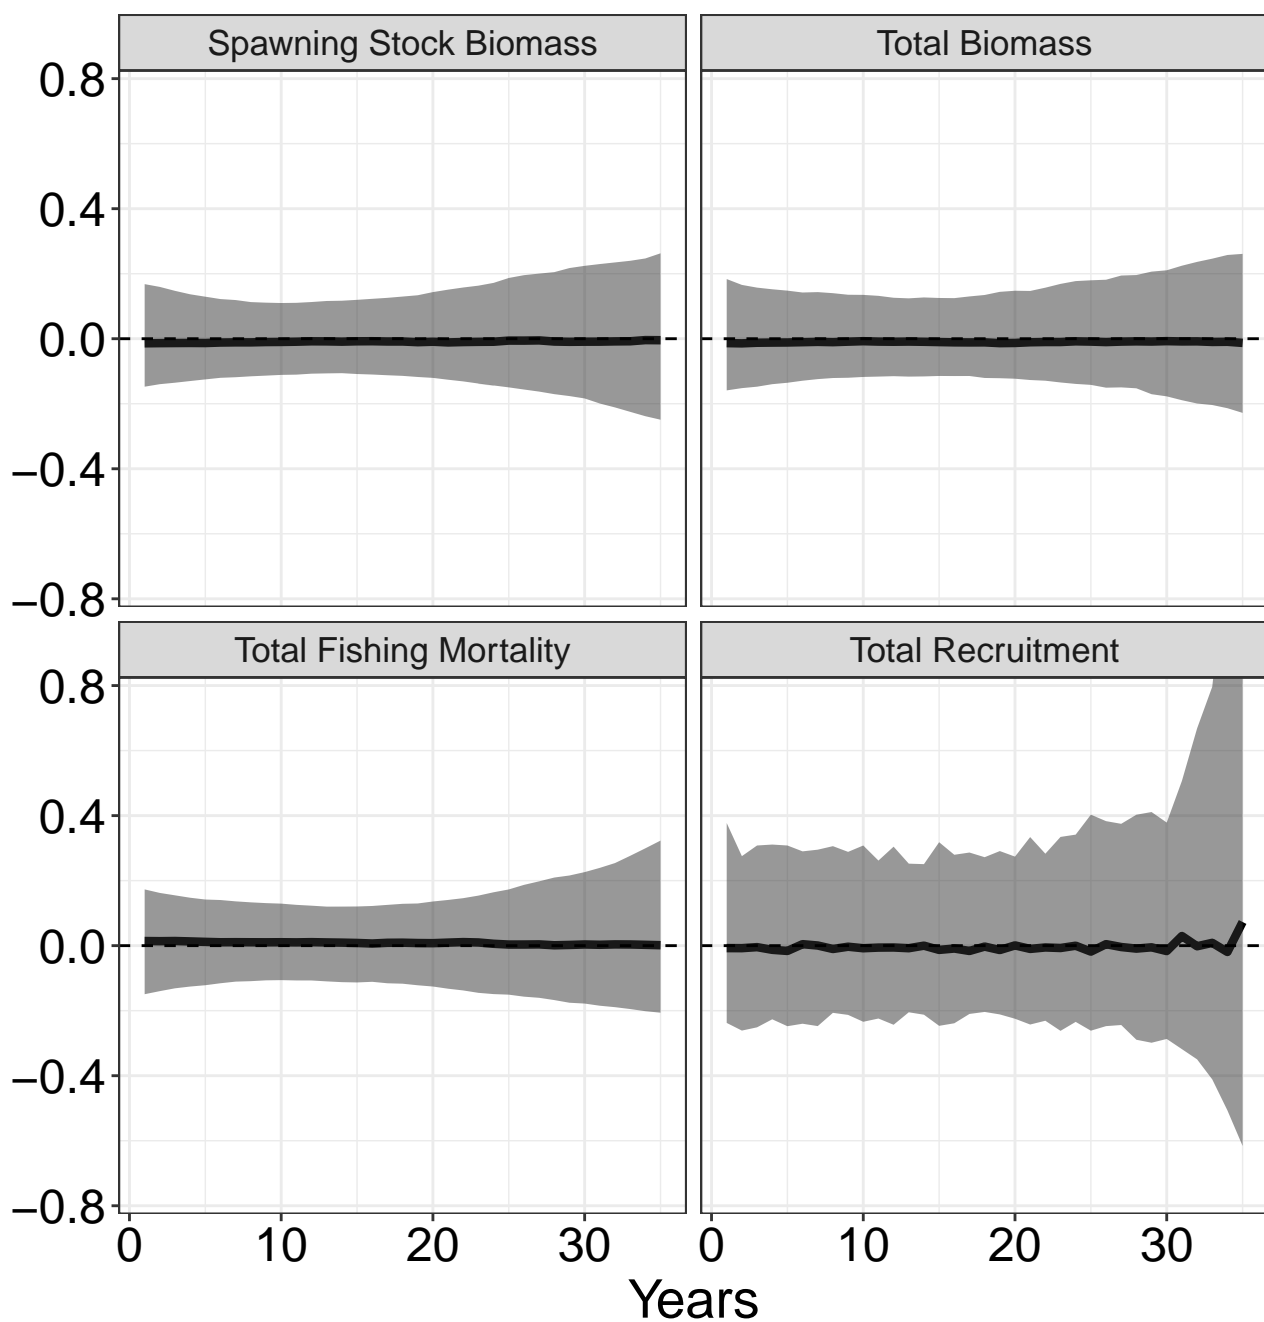 Spawning Stock Biomass
Total Biomass
0.8
0.4
0.0
−0.4
−0.8
Total Fishing Mortality
Total Recruitment
0.8
0.4
0.0
−0.4
−0.8
0 10 20 30
0 10 20 30
Years